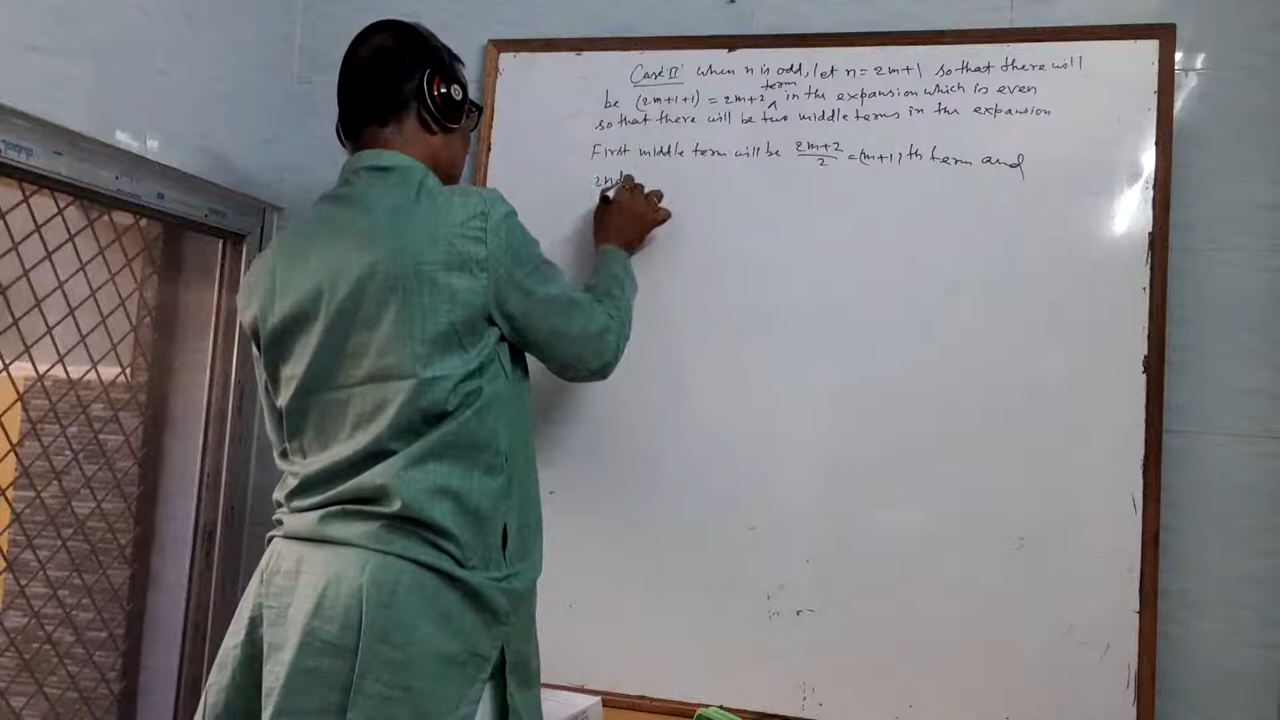 Case II when n is odd, let n = 2m+1 so that there will
be (2m+1+1) = 2m+2 term in the expansion which is even
so that there will be two middle terms in the expansion
First middle term will be \frac{2m+2}{2} = (m+1)th term and
2nd